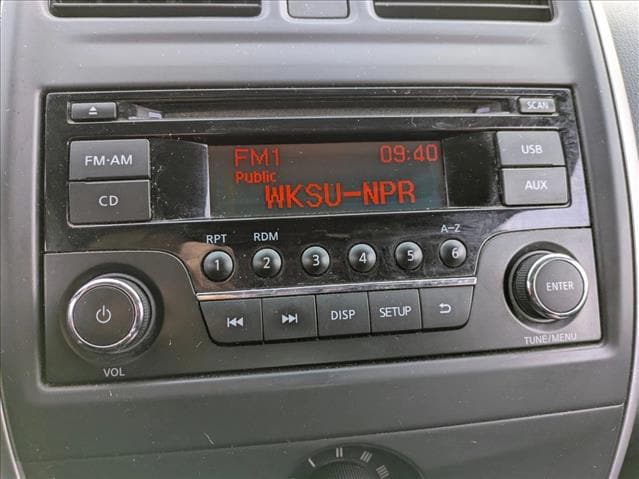 SCAN
FM·AM
CD
FM1 09:40
Public
WKSU-NPR
USB
AUX
RPT RDM A-Z
1 2 3 4 5 6
DISP SETUP
ENTER
VOL
TUNE/MENU